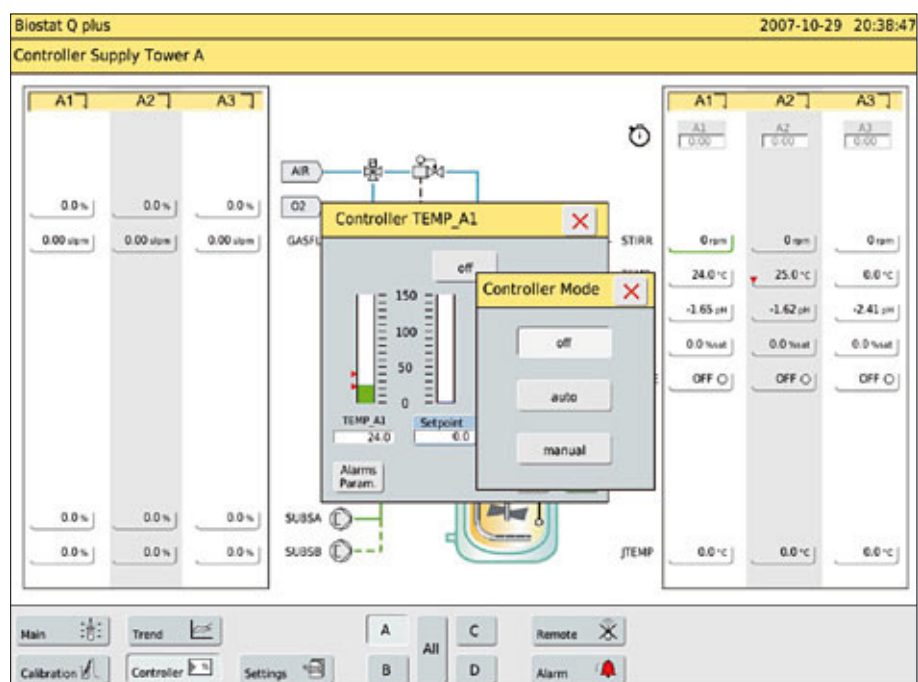 Biostat Q plus 2007-10-29 20:38:47
Controller Supply Tower A
A1 A2 A3 A1 A2 A3
A1 A2 A3
0.00 0.00 0.00
AIR
0.0 % 0.0 % 0.0 % O2
Controller TEMP_A1
0.00 slpm 0.00 slpm 0.00 slpm GASFL STIRR 0 rpm 0 rpm 0 rpm
off
24.0 °C 25.0 °C 0.0 °C
Controller Mode
150
-1.65 pH -1.62 pH -2.41 pH
100
off
0.0 %sat 0.0 %sat 0.0 %sat
50
OFF OFF OFF
auto
0
TEMP_A1 Setpoint
24.0 0.0
manual
Alarms
Param.
0.0 % 0.0 % 0.0 % SUBSA
0.0 % 0.0 % 0.0 % SUBSB JTEMP 0.0 °C 0.0 °C 0.0 °C
Main Trend A All C Remote
Calibration Controller Settings B D Alarm